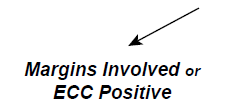 Margins Involved or
ECC Positive